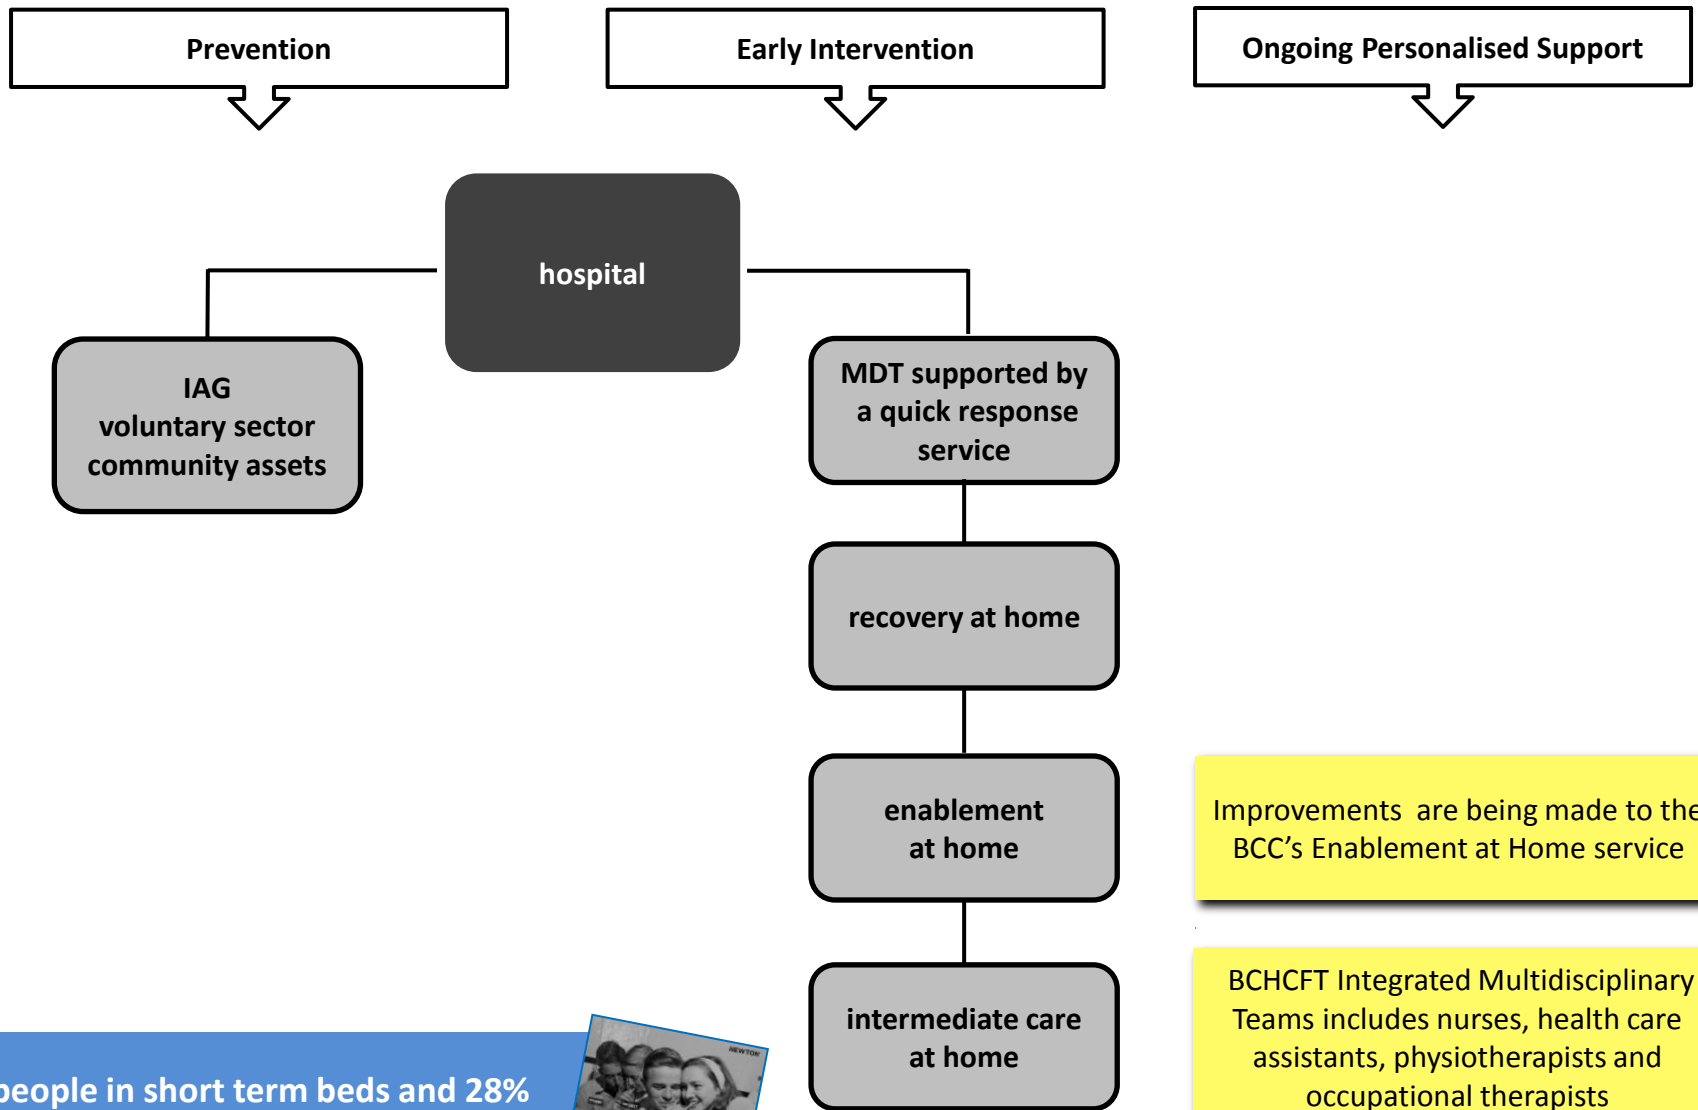 Prevention
Early Intervention
Ongoing Personalised Support
hospital
IAG
voluntary sector
community assets
MDT supported by
a quick response
service
recovery at home
enablement
at home
Improvements are being made to the
BCC's Enablement at Home service
intermediate care
at home
BCHCFT Integrated Multidisciplinary
Teams includes nurses, health care
assistants, physiotherapists and
occupational therapists
people in short term beds and 28%
NEWTON